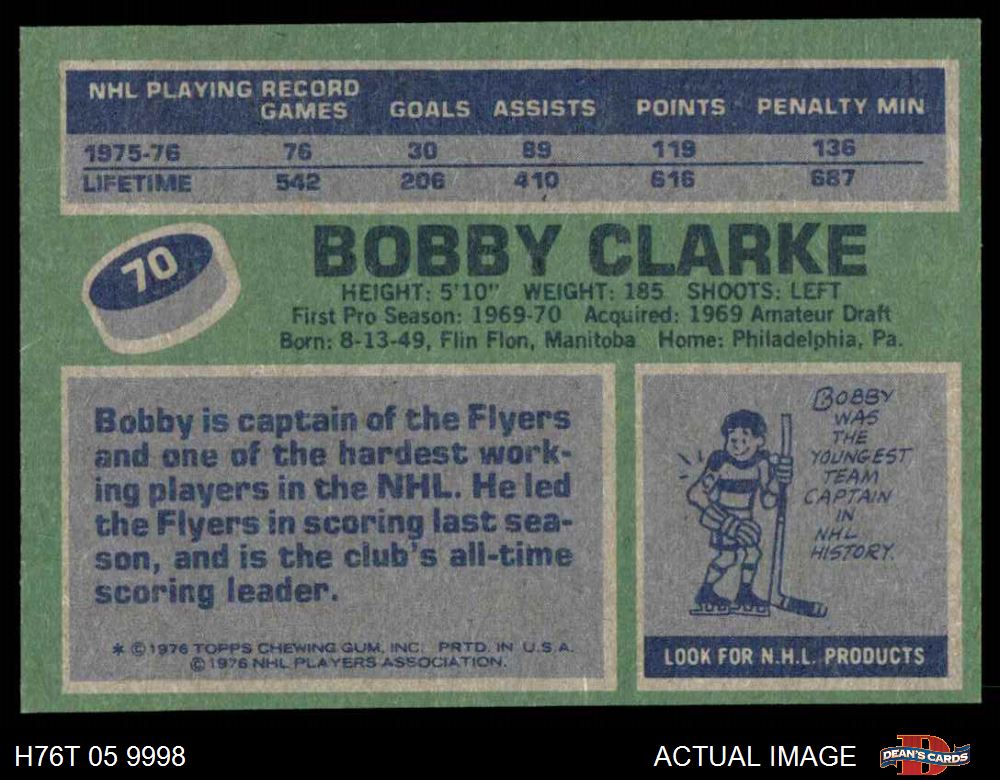 NHL PLAYING RECORD
GAMES GOALS ASSISTS POINTS PENALTY MIN
1975-76 76 30 89 119 136
LIFETIME 542 206 410 616 687
70
BOBBY CLARKE
HEIGHT: 5'10" WEIGHT: 185 SHOOTS: LEFT
First Pro Season: 1969-70 Acquired: 1969 Amateur Draft
Born: 8-13-49, Flin Flon, Manitoba Home: Philadelphia, Pa.
Bobby is captain of the Flyers
and one of the hardest work-
ing players in the NHL. He led
the Flyers in scoring last sea-
son, and is the club's all-time
scoring leader.
* © 1976 TOPPS CHEWING GUM, INC. PRTD. IN U.S.A.
© 1976 NHL PLAYERS ASSOCIATION.
BOBBY
WAS
THE
YOUNGEST
TEAM
CAPTAIN
IN
NHL
HISTORY.
LOOK FOR N.H.L. PRODUCTS
H76T 05 9998
ACTUAL IMAGE
DEAN'S CARDS